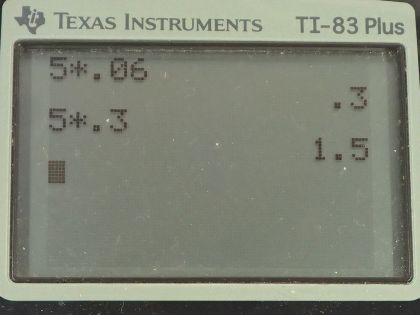 TEXAS INSTRUMENTS TI-83 Plus
5*.06
.3
5*.3
1.5